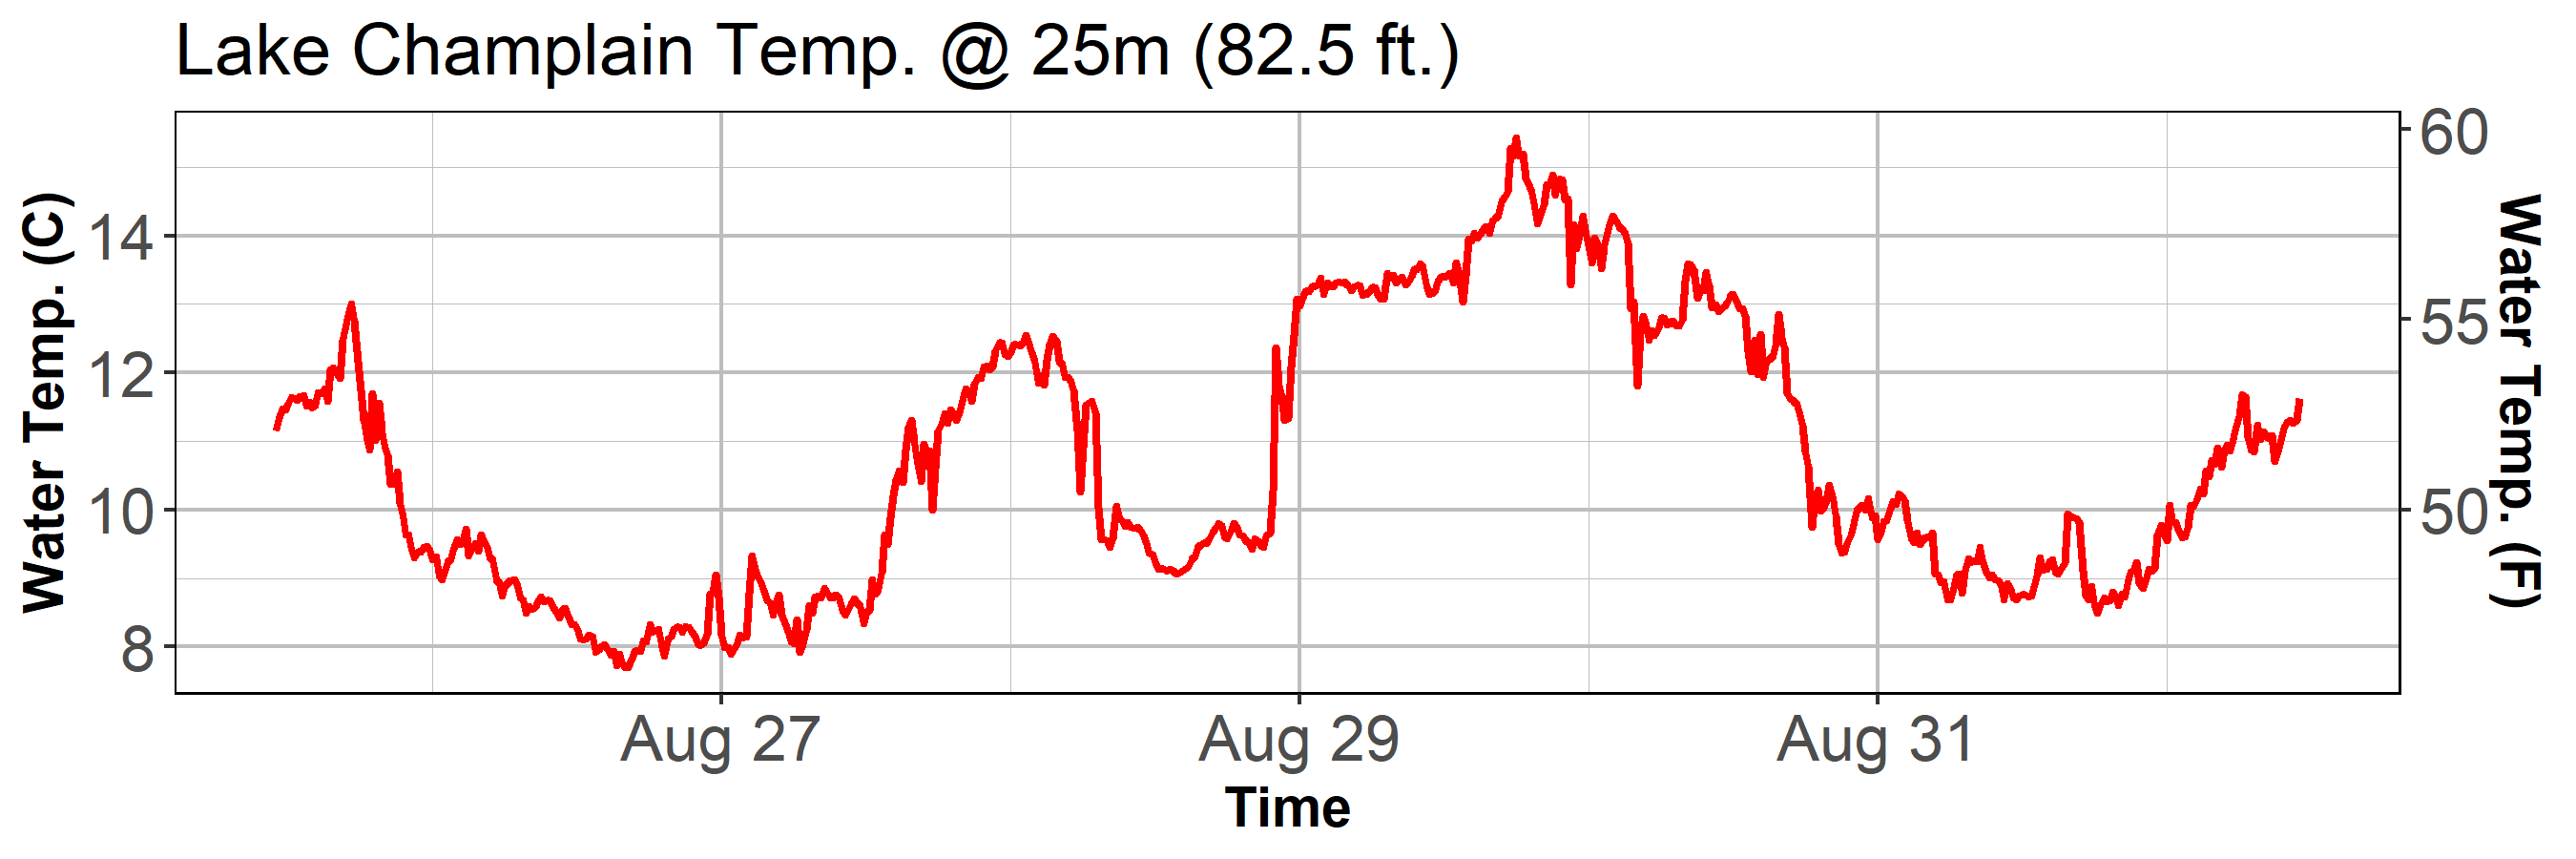 Lake Champlain Temp. @ 25m (82.5 ft.)
Water Temp. (C)
14
12
10
8
60
55
50
Water Temp. (F)
Aug 27
Aug 29
Aug 31
Time